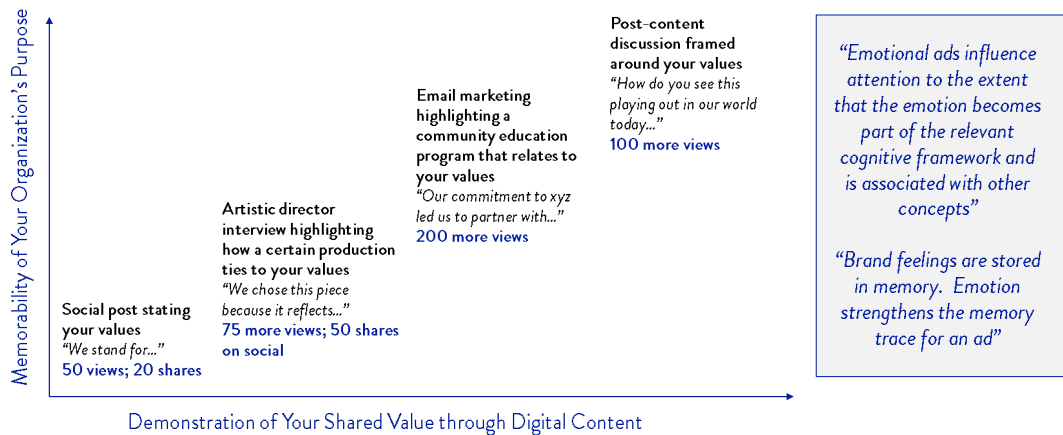 Memorability of Your Organization's Purpose
Social post stating
your values
“We stand for…”
50 views; 20 shares
Artistic director
interview highlighting
how a certain production
ties to your values
“We chose this piece
because it reflects…”
75 more views; 50 shares
on social
Email marketing
highlighting a
community education
program that relates to
your values
“Our commitment to xyz
led us to partner with…”
200 more views
Post-content
discussion framed
around your values
“How do you see this
playing out in our world
today…”
100 more views
Demonstration of Your Shared Value through Digital Content
“Emotional ads influence
attention to the extent
that the emotion becomes
part of the relevant
cognitive framework and
is associated with other
concepts”
“Brand feelings are stored
in memory.  Emotion
strengthens the memory
trace for an ad”